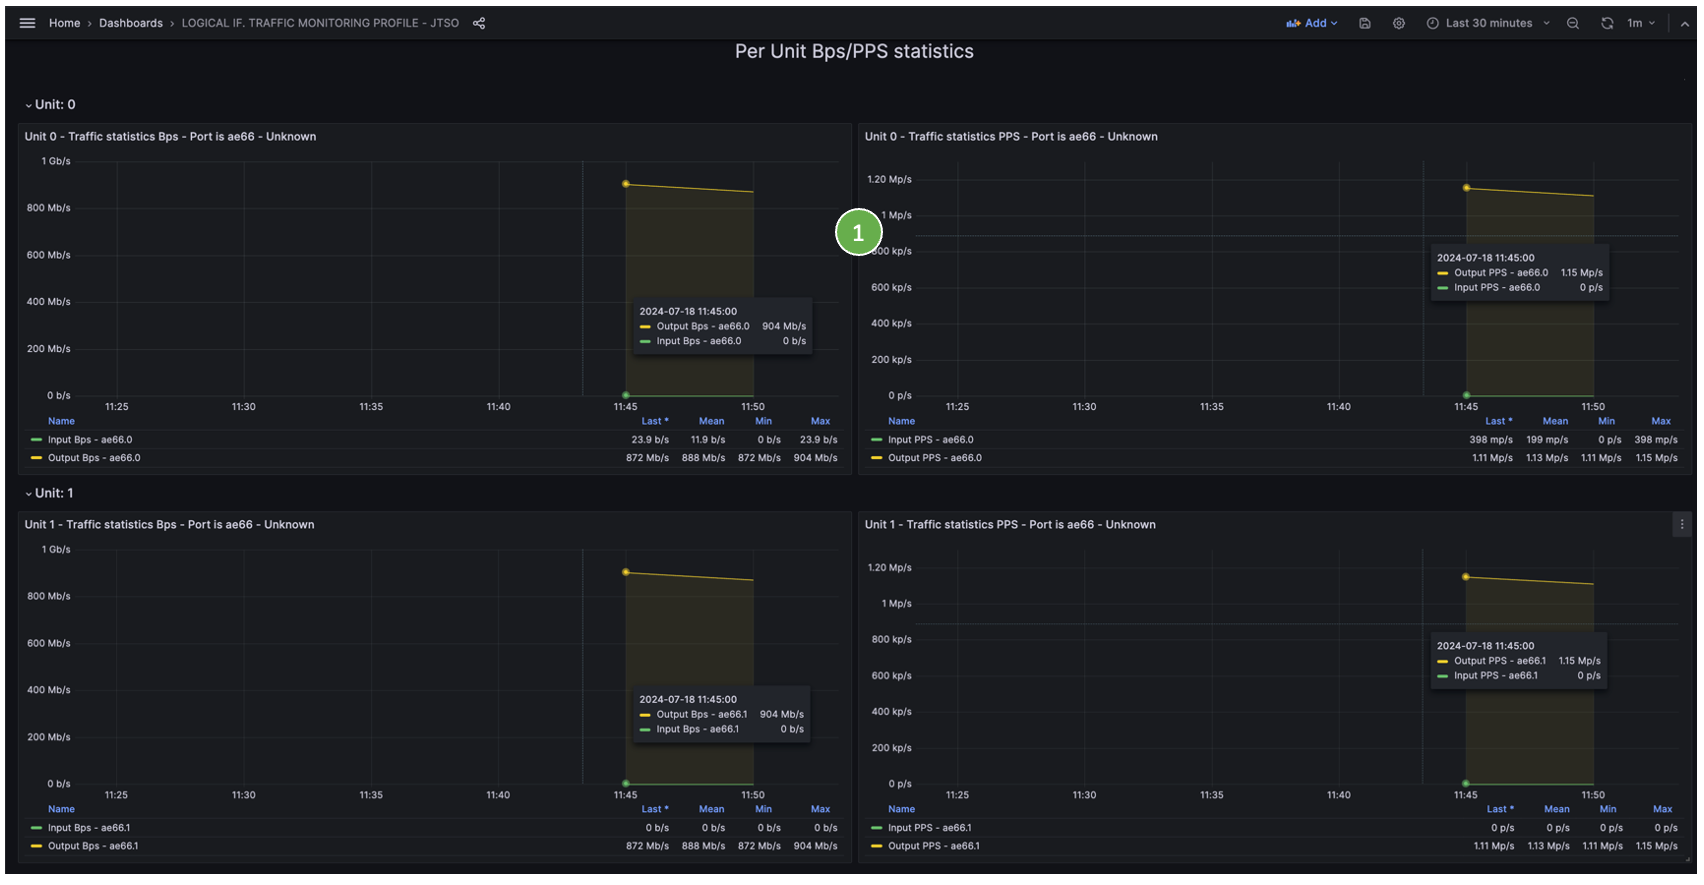 Home › Dashboards › LOGICAL IF. TRAFFIC MONITORING PROFILE - JTSO
Add
Last 30 minutes
1m
Per Unit Bps/PPS statistics
Unit: 0
Unit 0 - Traffic statistics Bps - Port is ae66 - Unknown
1 Gb/s
800 Mb/s
600 Mb/s
400 Mb/s
200 Mb/s
0 b/s
11:25 11:30 11:35 11:40 11:45 11:50
2024-07-18 11:45:00
Output Bps - ae66.0 904 Mb/s
Input Bps - ae66.0 0 b/s
Name Last * Mean Min Max
Input Bps - ae66.0 23.9 b/s 11.9 b/s 0 b/s 23.9 b/s
Output Bps - ae66.0 872 Mb/s 888 Mb/s 872 Mb/s 904 Mb/s
1
Unit 0 - Traffic statistics PPS - Port is ae66 - Unknown
1.20 Mp/s
1 Mp/s
800 kp/s
600 kp/s
400 kp/s
200 kp/s
0 p/s
11:25 11:30 11:35 11:40 11:45 11:50
2024-07-18 11:45:00
Output PPS - ae66.0 1.15 Mp/s
Input PPS - ae66.0 0 p/s
Name Last * Mean Min Max
Input PPS - ae66.0 398 mp/s 199 mp/s 0 p/s 398 mp/s
Output PPS - ae66.0 1.11 Mp/s 1.13 Mp/s 1.11 Mp/s 1.15 Mp/s
Unit: 1
Unit 1 - Traffic statistics Bps - Port is ae66 - Unknown
1 Gb/s
800 Mb/s
600 Mb/s
400 Mb/s
200 Mb/s
0 b/s
11:25 11:30 11:35 11:40 11:45 11:50
2024-07-18 11:45:00
Output Bps - ae66.1 904 Mb/s
Input Bps - ae66.1 0 b/s
Name Last * Mean Min Max
Input Bps - ae66.1 0 b/s 0 b/s 0 b/s 0 b/s
Output Bps - ae66.1 872 Mb/s 888 Mb/s 872 Mb/s 904 Mb/s
Unit 1 - Traffic statistics PPS - Port is ae66 - Unknown
1.20 Mp/s
1 Mp/s
800 kp/s
600 kp/s
400 kp/s
200 kp/s
0 p/s
11:25 11:30 11:35 11:40 11:45 11:50
2024-07-18 11:45:00
Output PPS - ae66.1 1.15 Mp/s
Input PPS - ae66.1 0 p/s
Name Last * Mean Min Max
Input PPS - ae66.1 0 p/s 0 p/s 0 p/s 0 p/s
Output PPS - ae66.1 1.11 Mp/s 1.13 Mp/s 1.11 Mp/s 1.15 Mp/s